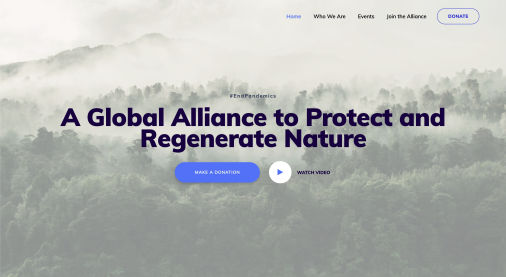 Home Who We Are Events Join the Alliance DONATE
#EndPandemics
A Global Alliance to Protect and
Regenerate Nature
MAKE A DONATION WATCH VIDEO